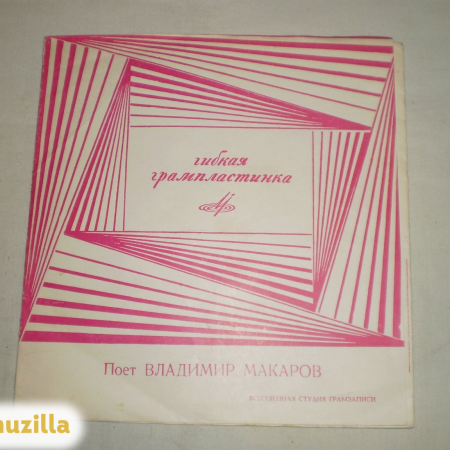 гибкая
грампластинка
Поет ВЛАДИМИР МАКАРОВ
ВСЕСОЮЗНАЯ СТУДИЯ ГРАМЗАПИСИ
uzilla